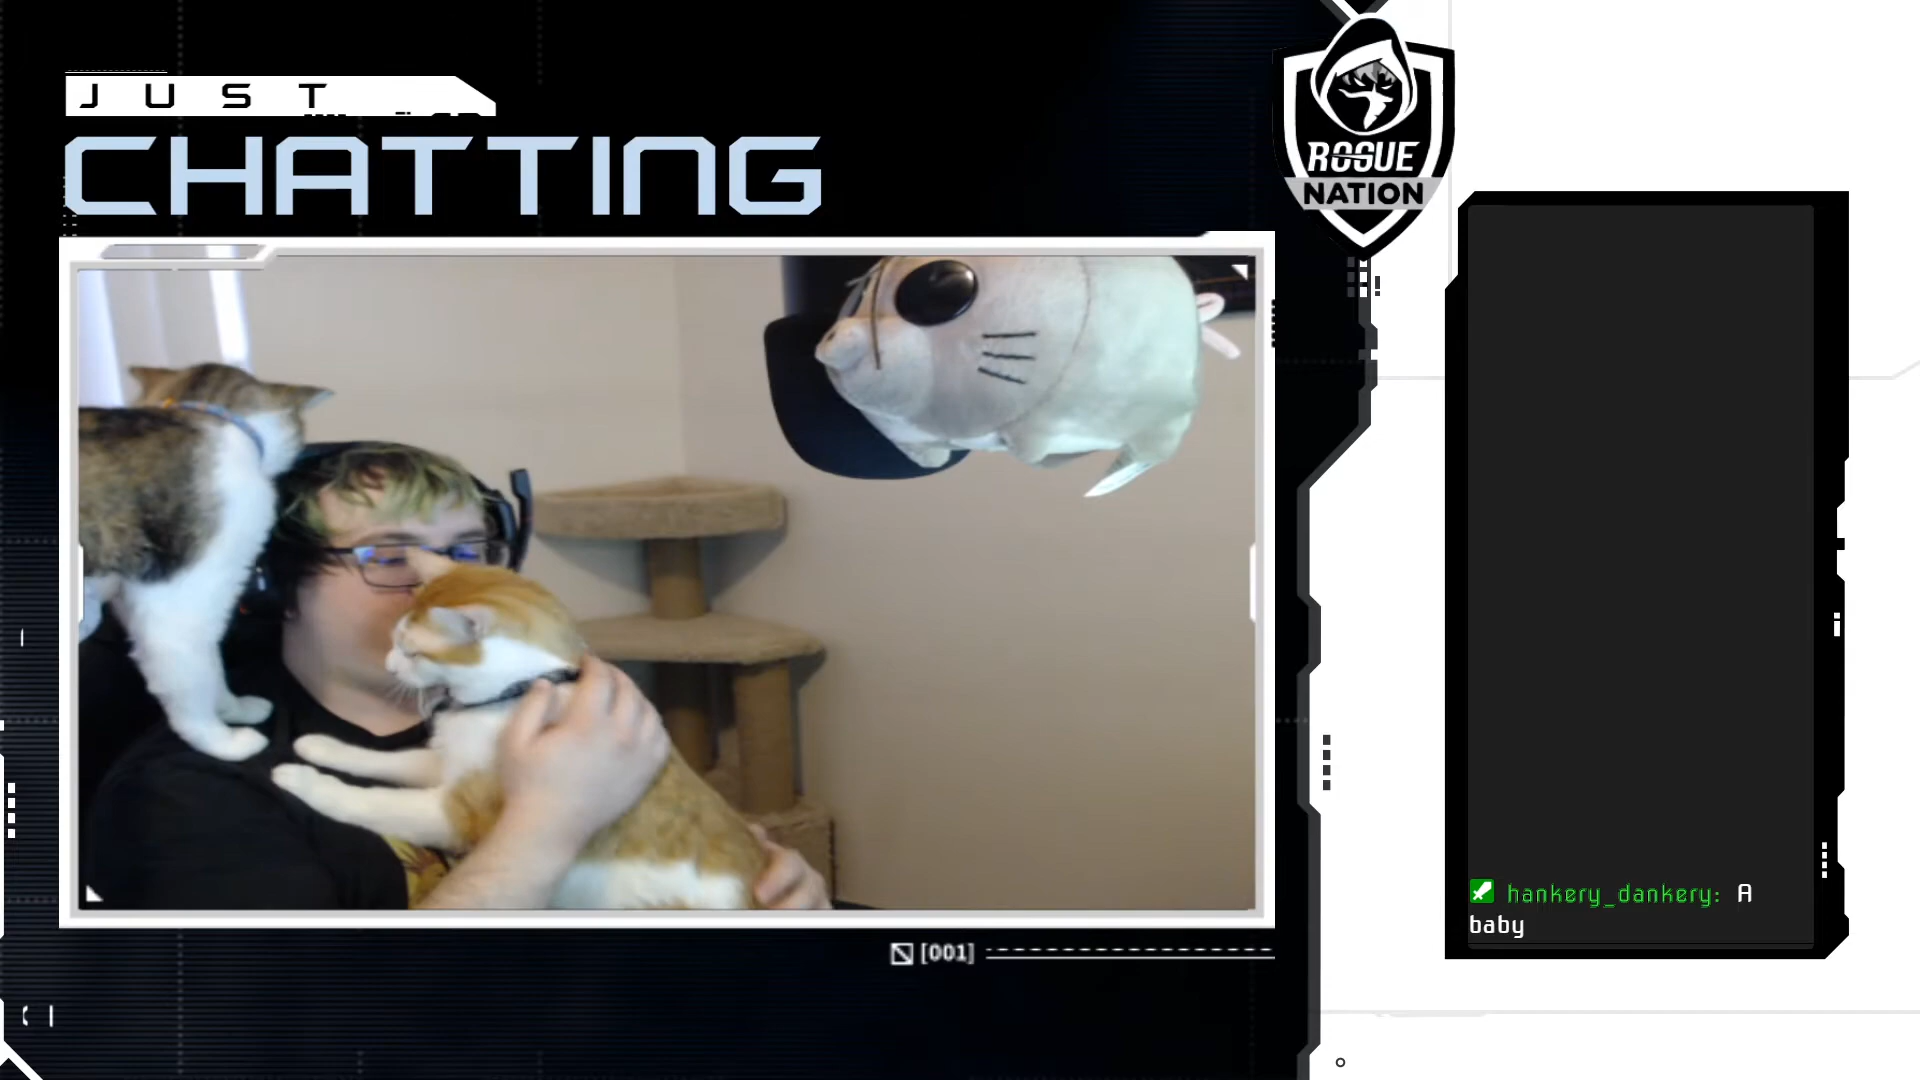 JUST
CHATTING
ROGUE
NATION
[001]
hankery_dankery: A
baby